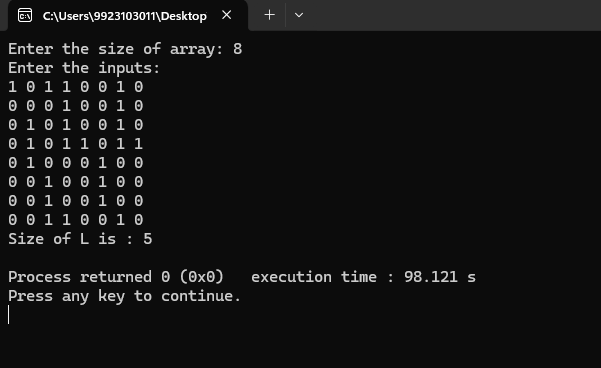 C:\Users\9923103011\Desktop
Enter the size of array: 8
Enter the inputs:
1 0 1 1 0 0 1 0
0 0 0 1 0 0 1 0
0 1 0 1 0 0 1 0
0 1 0 1 1 0 1 1
0 1 0 0 0 1 0 0
0 0 1 0 0 1 0 0
0 0 1 0 0 1 0 0
0 0 1 1 0 0 1 0
Size of L is : 5
Process returned 0 (0x0)   execution time : 98.121 s
Press any key to continue.